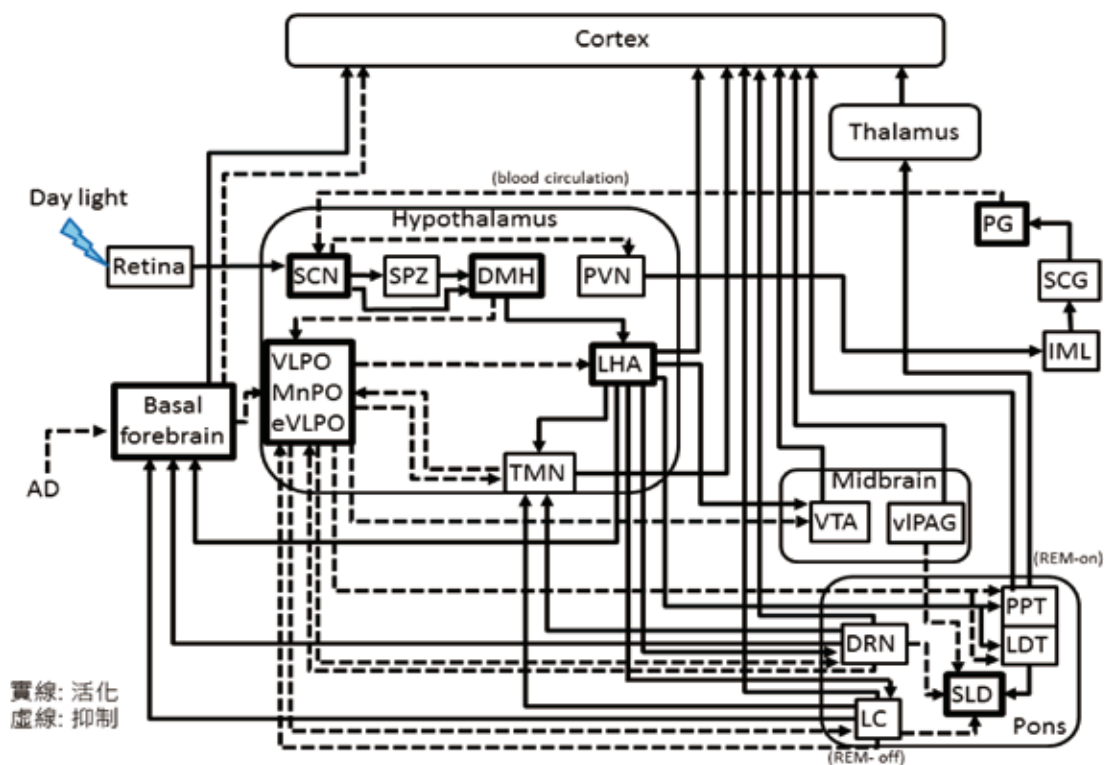 Cortex
Thalamus
(blood circulation)
Day light
Hypothalamus
PG
Retina
SCN
SPZ
DMH
PVN
SCG
IML
VLPO
MnPO
eVLPO
LHA
Basal
forebrain
TMN
AD
Midbrain
VTA
vlPAG
(REM-on)
PPT
DRN
LDT
SLD
實線: 活化
虛線: 抑制
LC
Pons
(REM- off)